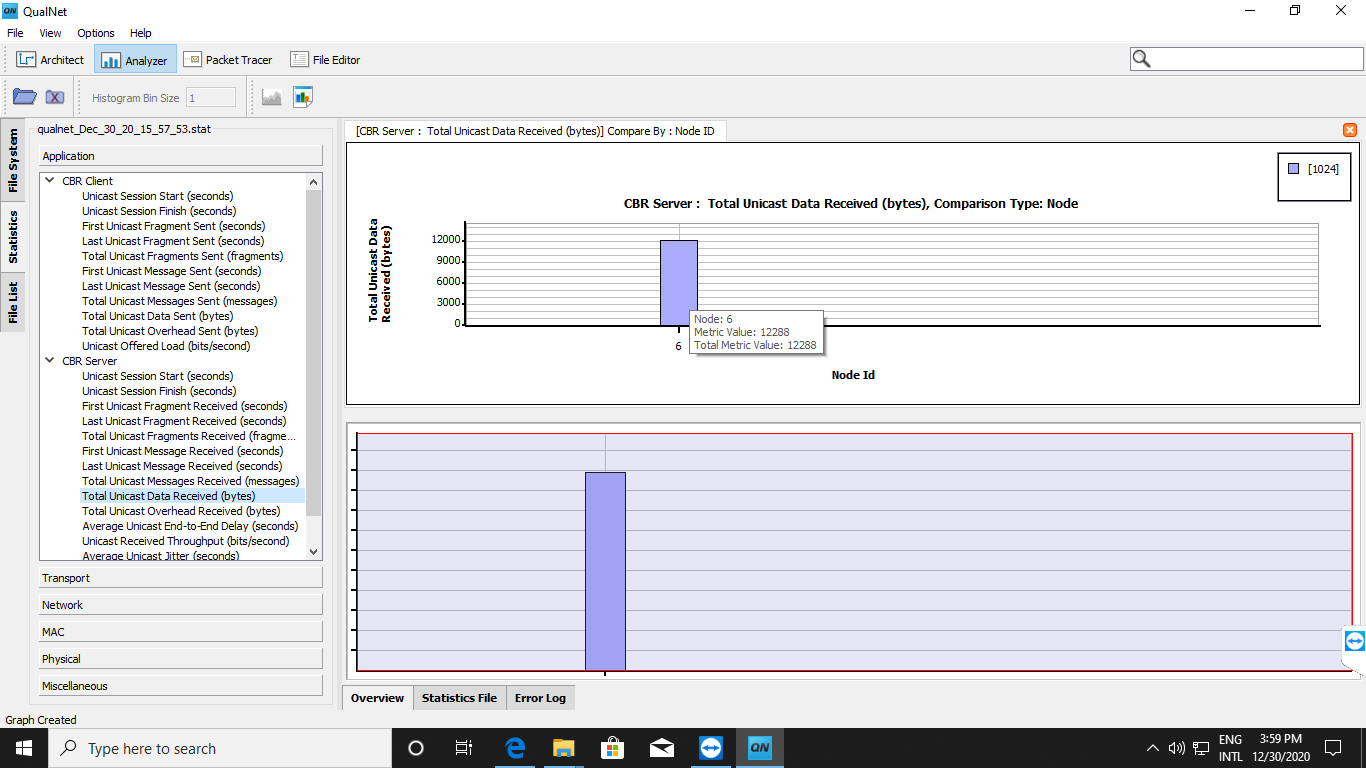 QN QualNet
File View Options Help
Architect Analyzer Packet Tracer File Editor
Histogram Bin Size 1
File System
Statistics
File List
qualnet_Dec_30_20_15_57_53.stat
Application
CBR Client
Unicast Session Start (seconds)
Unicast Session Finish (seconds)
First Unicast Fragment Sent (seconds)
Last Unicast Fragment Sent (seconds)
Total Unicast Fragments Sent (fragments)
First Unicast Message Sent (seconds)
Last Unicast Message Sent (seconds)
Total Unicast Messages Sent (messages)
Total Unicast Data Sent (bytes)
Total Unicast Overhead Sent (bytes)
Unicast Offered Load (bits/second)
CBR Server
Unicast Session Start (seconds)
Unicast Session Finish (seconds)
First Unicast Fragment Received (seconds)
Last Unicast Fragment Received (seconds)
Total Unicast Fragments Received (fragme...
First Unicast Message Received (seconds)
Last Unicast Message Received (seconds)
Total Unicast Messages Received (messages)
Total Unicast Data Received (bytes)
Total Unicast Overhead Received (bytes)
Average Unicast End-to-End Delay (seconds)
Unicast Received Throughput (bits/second)
Average Unicast Jitter (seconds)
Transport
Network
MAC
Physical
Miscellaneous
[CBR Server : Total Unicast Data Received (bytes)] Compare By : Node ID
[1024]
CBR Server : Total Unicast Data Received (bytes), Comparison Type: Node
Total Unicast Data
Received (bytes)
12000
9000
6000
3000
0
6
Node: 6
Metric Value: 12288
Total Metric Value: 12288
Node Id
Overview Statistics File Error Log
Graph Created
Type here to search
QN
ENG
INTL
3:59 PM
12/30/2020